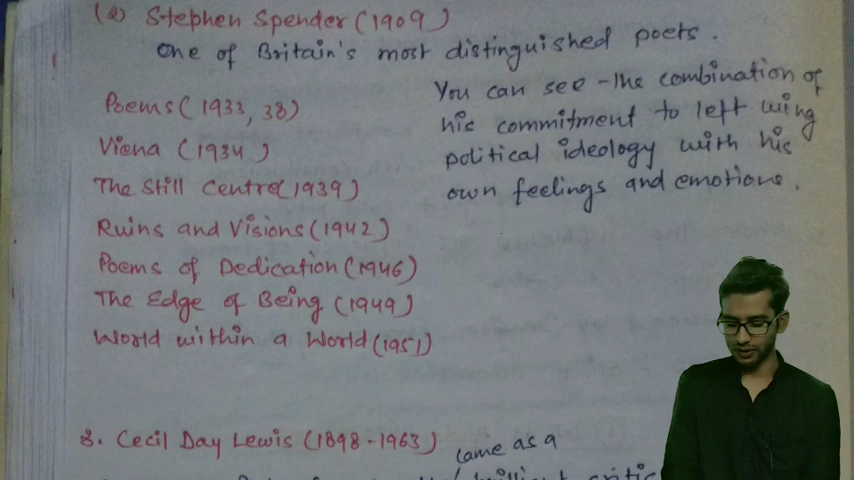 (2) Stephen Spender (1909)
One of Britain's most distinguished poets.
Poems (1933, 38)
Viena (1934)
The Still Centre (1939)
Ruins and Visions (1942)
Poems of Dedication (1946)
The Edge of Being (1949)
World within a World (1951)
You can see the combination of
his commitment to left wing
political ideology with his
own feelings and emotions.
3. Cecil Day Lewis (1898-1963) came as a
brilliant critic